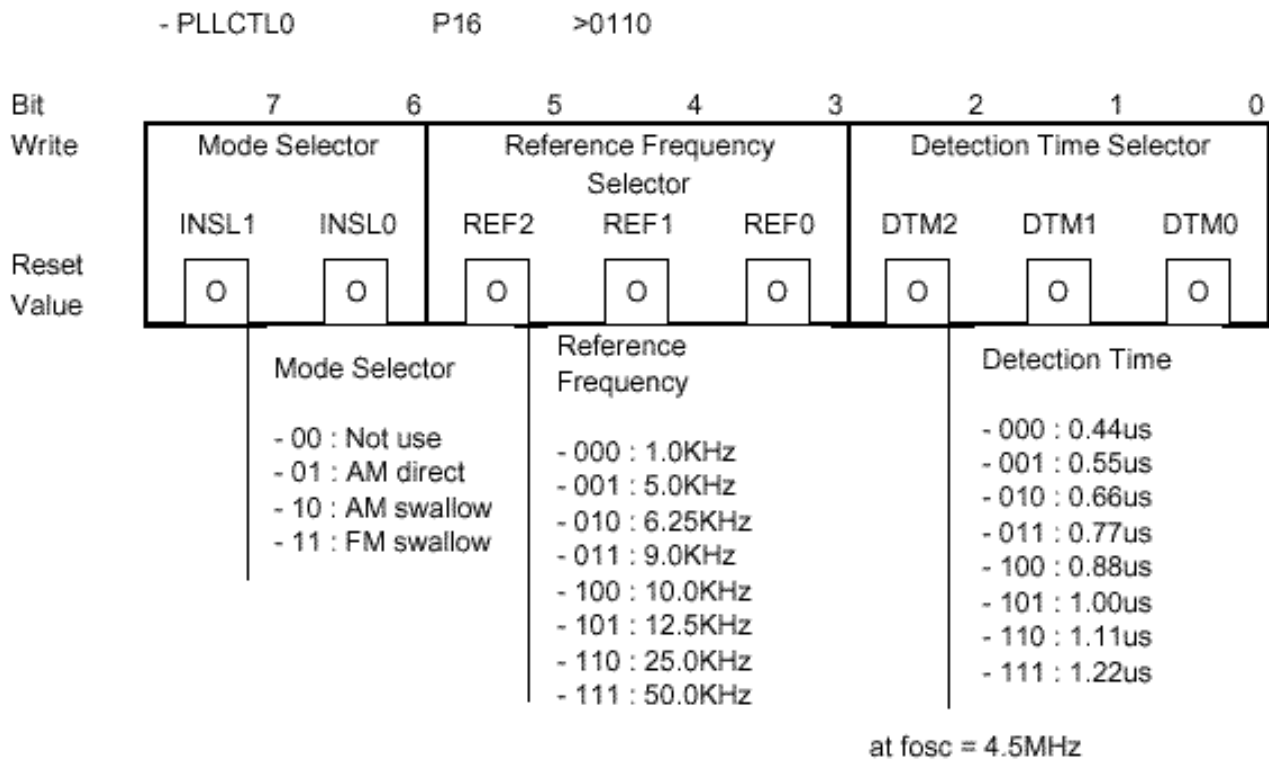 - PLLCTL0 P16 >0110
Bit 7 6 5 4 3 2 1 0
Write Mode Selector Reference Frequency Selector Detection Time Selector
INSL1 INSL0 REF2 REF1 REF0 DTM2 DTM1 DTM0
Reset Value O O O O O O O O
Mode Selector
- 00 : Not use
- 01 : AM direct
- 10 : AM swallow
- 11 : FM swallow
Reference
Frequency
- 000 : 1.0KHz
- 001 : 5.0KHz
- 010 : 6.25KHz
- 011 : 9.0KHz
- 100 : 10.0KHz
- 101 : 12.5KHz
- 110 : 25.0KHz
- 111 : 50.0KHz
Detection Time
- 000 : 0.44us
- 001 : 0.55us
- 010 : 0.66us
- 011 : 0.77us
- 100 : 0.88us
- 101 : 1.00us
- 110 : 1.11us
- 111 : 1.22us
at fosc = 4.5MHz